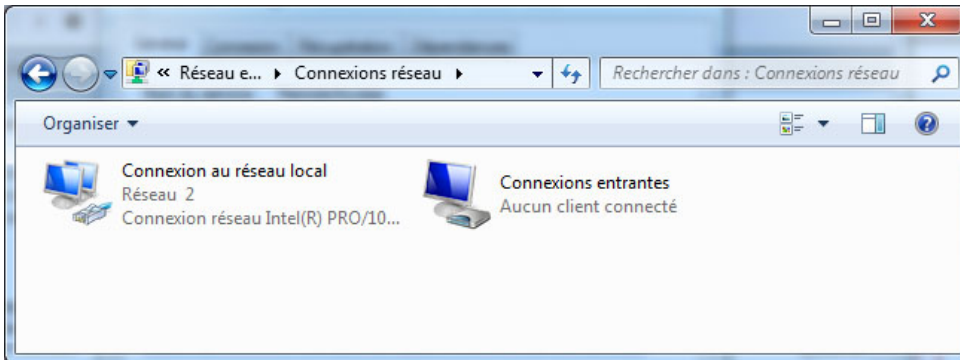 « Réseau e... ▸ Connexions réseau ▸
Rechercher dans : Connexions réseau
Organiser
Connexion au réseau local
Réseau 2
Connexion réseau Intel(R) PRO/10...
Connexions entrantes
Aucun client connecté